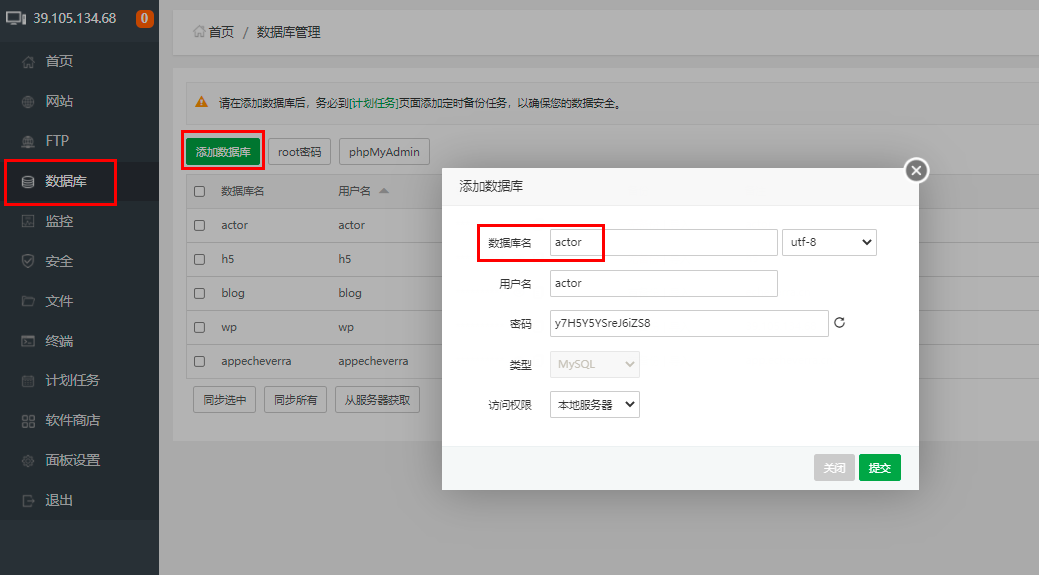 39.105.134.68 0
首页
网站
FTP
数据库
监控
安全
文件
终端
计划任务
软件商店
面板设置
退出
首页 / 数据库管理
请在添加数据库后，务必到[计划任务]页面添加定时备份任务，以确保您的数据安全。
添加数据库 root密码 phpMyAdmin
数据库名 用户名
actor actor
h5 h5
blog blog
wp wp
appecheverra appecheverra
同步选中 同步所有 从服务器获取
添加数据库
数据库名 actor utf-8
用户名 actor
密码 y7H5Y5YSreJ6iZS8
类型 MySQL
访问权限 本地服务器
关闭 提交